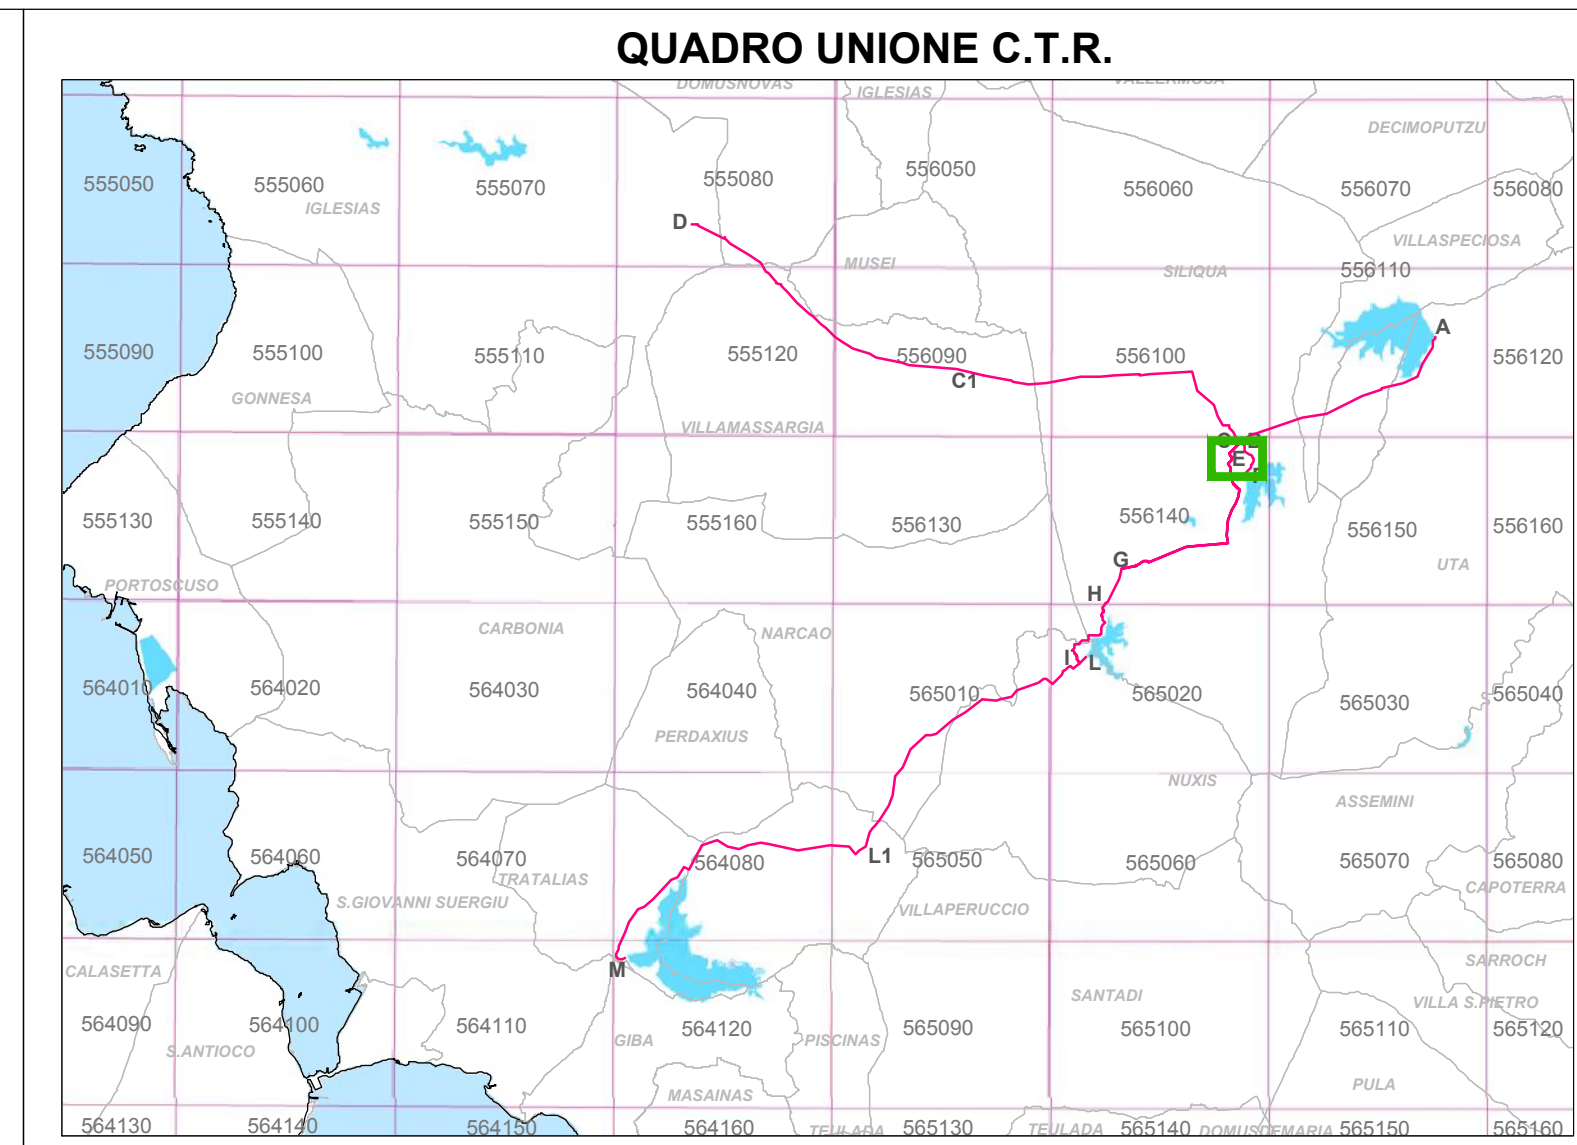 QUADRO UNIONE C.T.R.
DOMUSNOVAS
IGLESIAS
VALLERMOSA
DECIMOPUTZU
555050
555060
555070
555080
556050
556060
556070
556080
IGLESIAS
D
VILLASPECIOSA
MUSEI
SILIQUA
556110
A
555090
555100
555110
555120
556090
556100
556120
C1
GONNESA
VILLAMASSARGIA
C
B
E
F
555130
555140
555150
555160
556130
556140
556150
556160
G
UTA
PORTOSCUSO
H
CARBONIA
NARCAO
I
L
564010
564020
564030
564040
565010
565020
565030
565040
PERDAXIUS
NUXIS
ASSEMINI
564050
564060
564070
564080
L1
565050
565060
565070
565080
TRATALIAS
CAPOTERRA
S.GIOVANNI SUERGIU
VILLAPERUCCIO
CALASETTA
M
SARROCH
SANTADI
VILLA S.PIETRO
564090
564100
564110
564120
565090
565100
565110
565120
S.ANTIOCO
GIBA
PISCINAS
PULA
MASAINAS
564130
564140
564150
564160
TEULADA
565130
TEULADA
565140
DOMUSDEMARIA
565150
565160